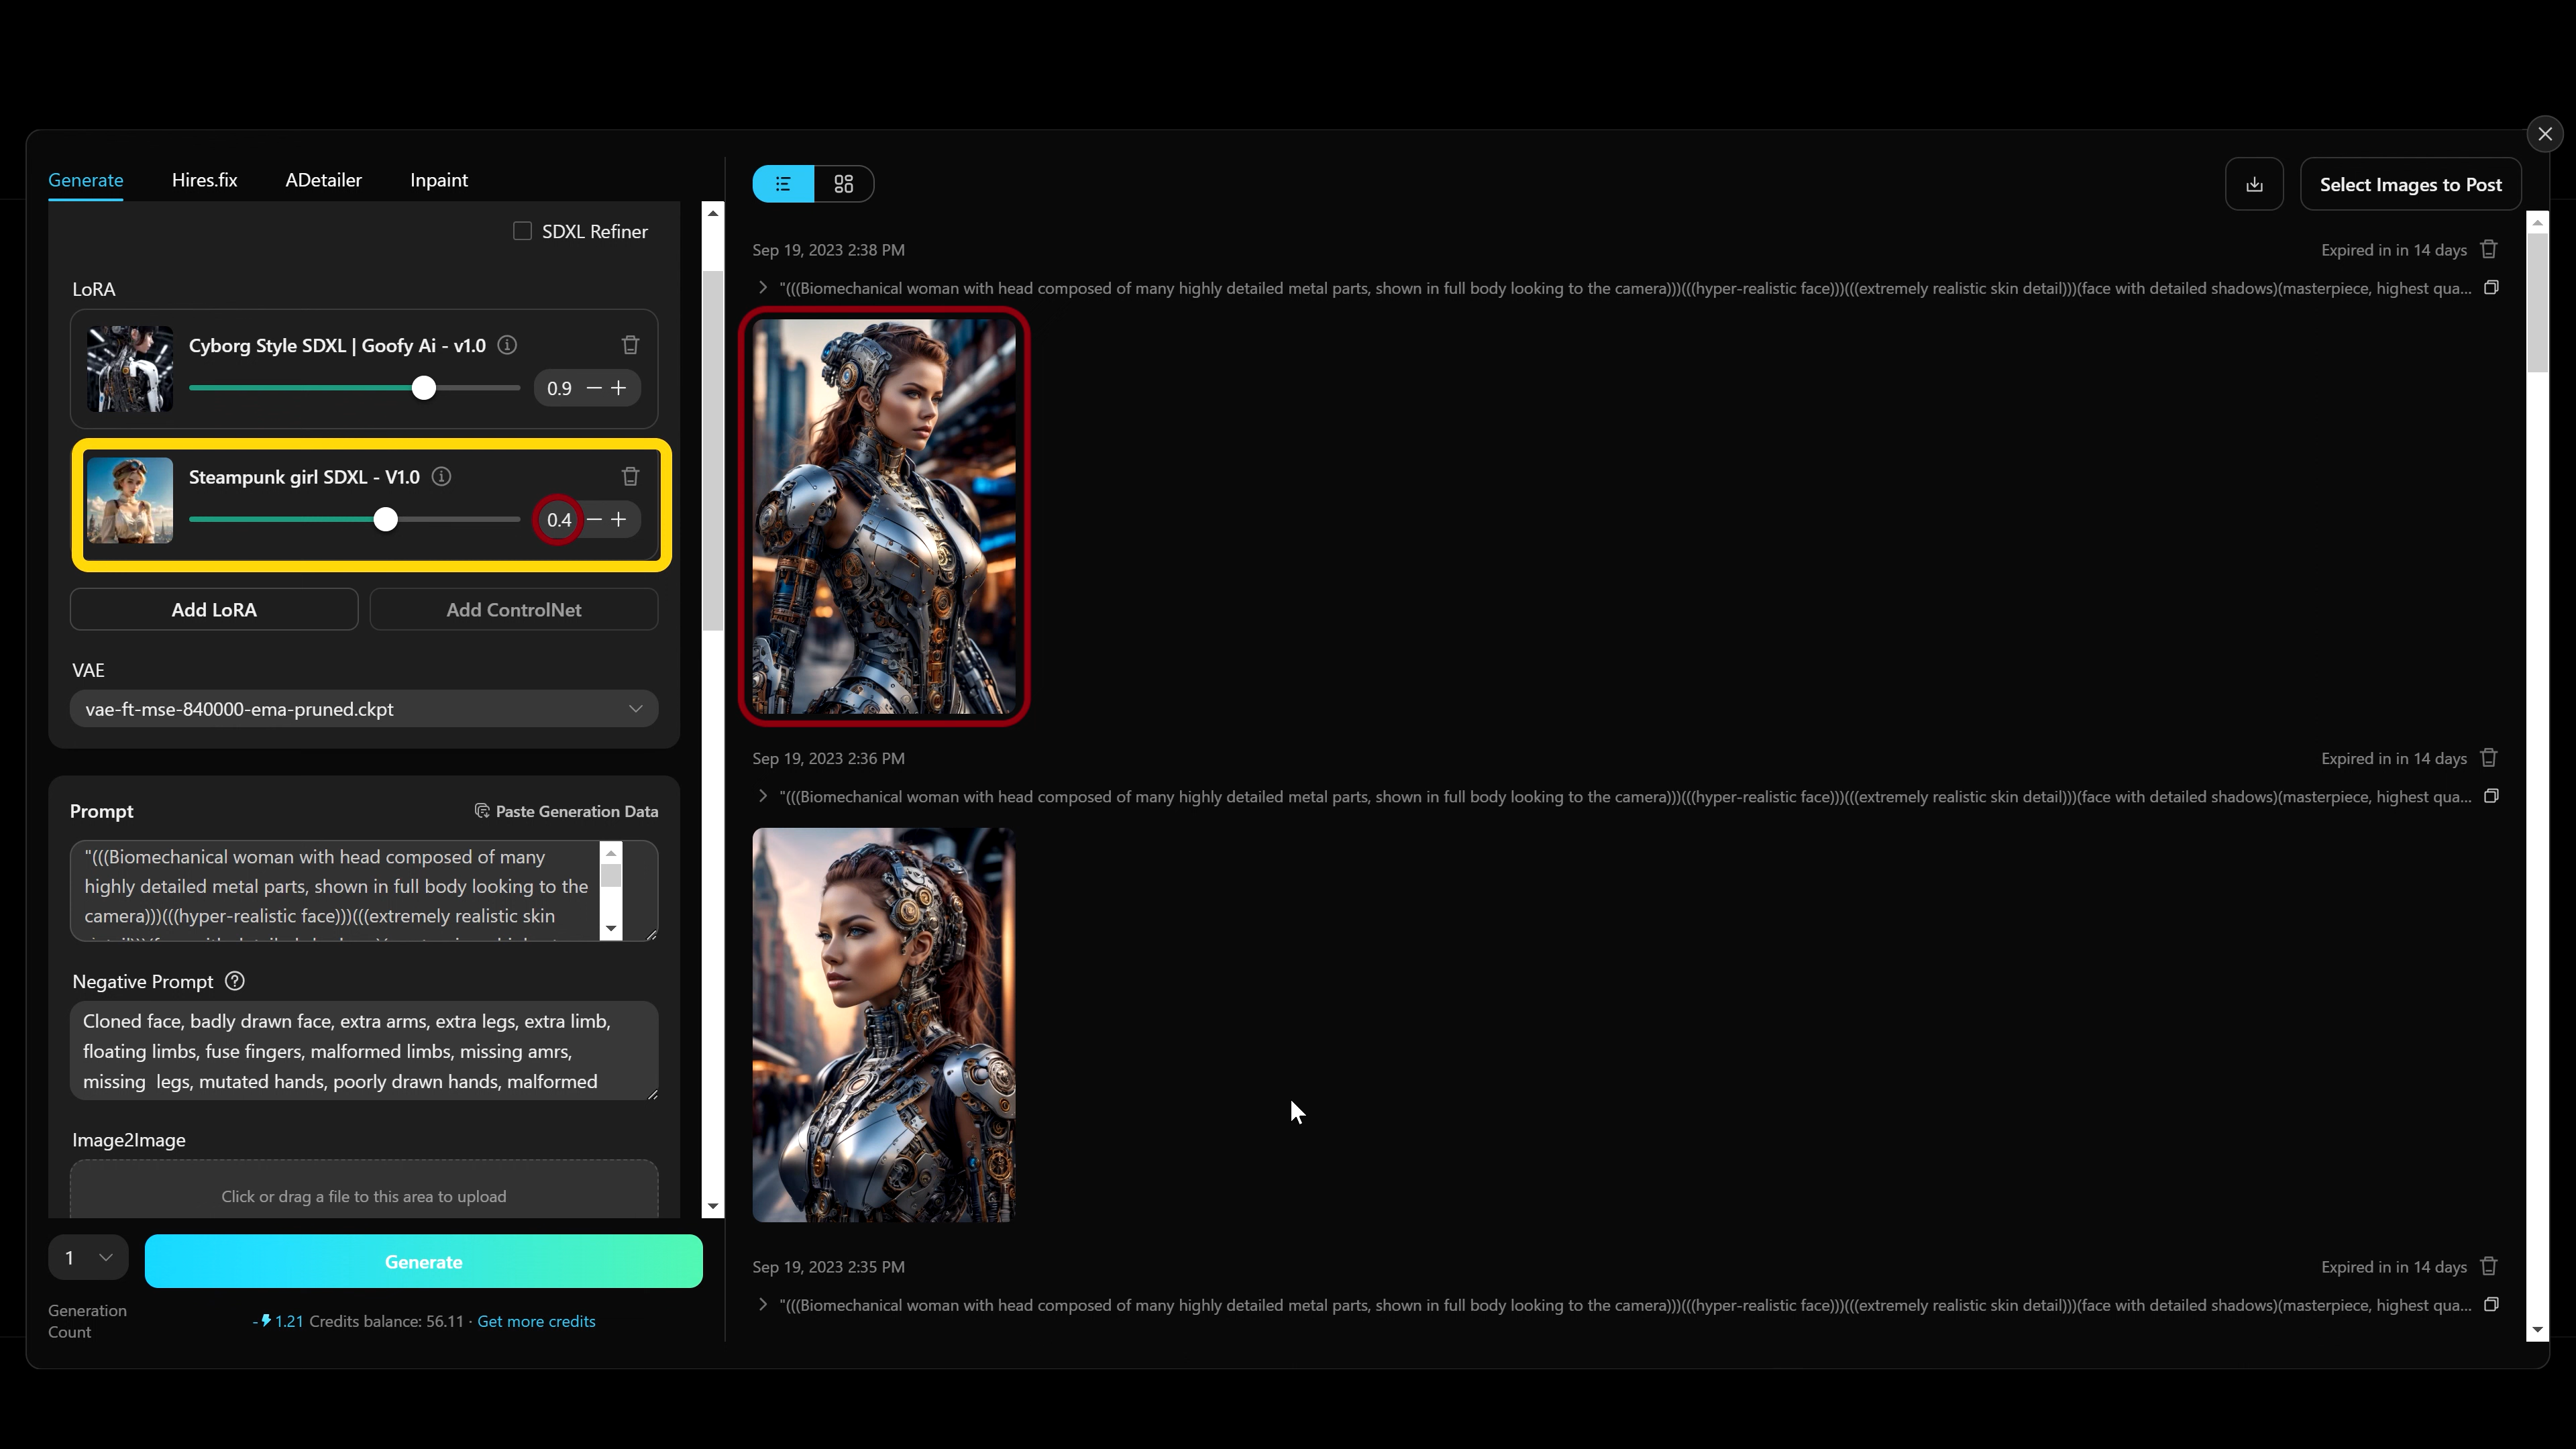 Generate Hires.fix ADetailer Inpaint
SDXL Refiner
LoRA
Cyborg Style SDXL | Goofy Ai - v1.0
0.9
Steampunk girl SDXL - V1.0
0.4
Add LoRA Add ControlNet
VAE
vae-ft-mse-840000-ema-pruned.ckpt
Prompt Paste Generation Data
"(((Biomechanical woman with head composed of many
highly detailed metal parts, shown in full body looking to the
camera)))(((hyper-realistic face)))(((extremely realistic skin
Negative Prompt
Cloned face, badly drawn face, extra arms, extra legs, extra limb,
floating limbs, fuse fingers, malformed limbs, missing amrs,
missing  legs, mutated hands, poorly drawn hands, malformed
Image2Image
Click or drag a file to this area to upload
1 Generate
Generation
Count
- 1.21 Credits balance: 56.11 · Get more credits
Select Images to Post
Sep 19, 2023 2:38 PM Expired in in 14 days
"(((Biomechanical woman with head composed of many highly detailed metal parts, shown in full body looking to the camera)))(((hyper-realistic face)))(((extremely realistic skin detail)))(face with detailed shadows)(masterpiece, highest qua...
Sep 19, 2023 2:36 PM Expired in in 14 days
"(((Biomechanical woman with head composed of many highly detailed metal parts, shown in full body looking to the camera)))(((hyper-realistic face)))(((extremely realistic skin detail)))(face with detailed shadows)(masterpiece, highest qua...
Sep 19, 2023 2:35 PM Expired in in 14 days
"(((Biomechanical woman with head composed of many highly detailed metal parts, shown in full body looking to the camera)))(((hyper-realistic face)))(((extremely realistic skin detail)))(face with detailed shadows)(masterpiece, highest qua...